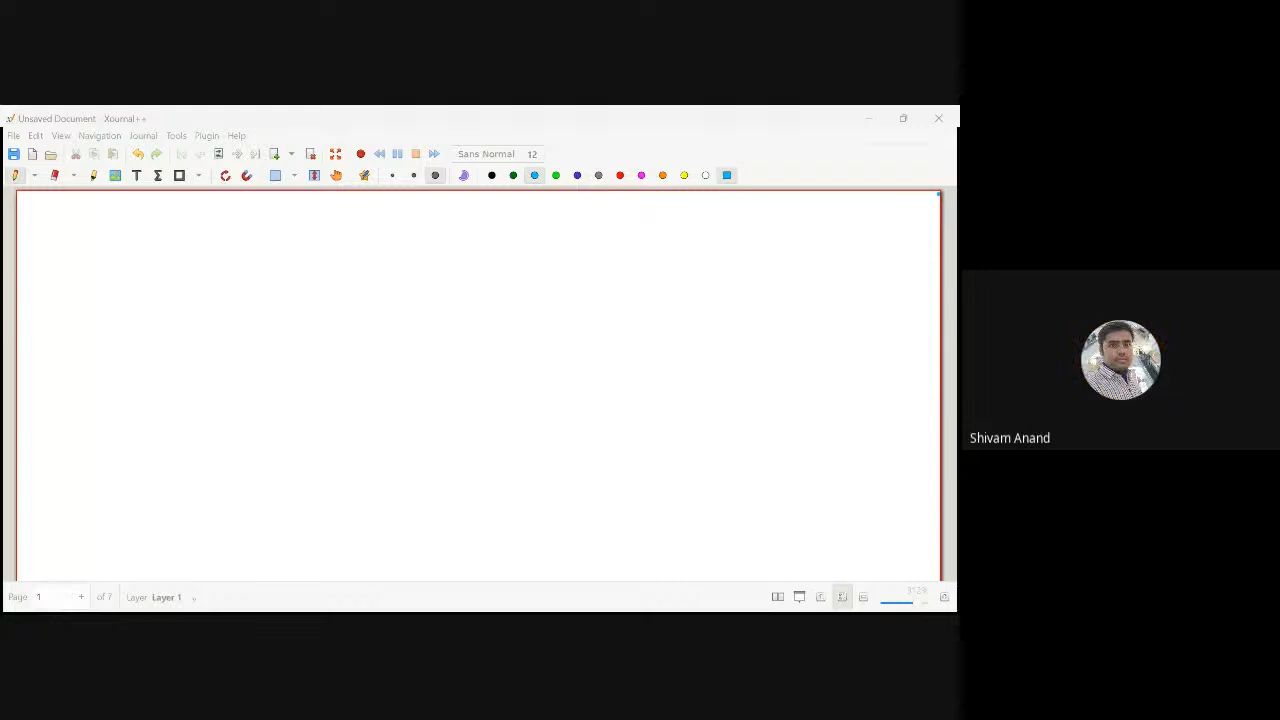 Unsaved Document Xournal++
File Edit View Navigation Journal Tools Plugin Help
Sans Normal 12
Page 1 + of 7 Layer Layer 1
Shivam Anand